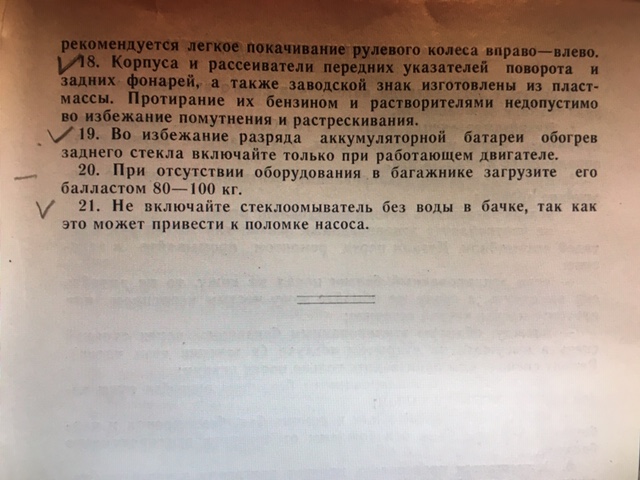 рекомендуется легкое покачивание рулевого колеса вправо—влево.
18. Корпуса и рассеиватели передних указателей поворота и
задних фонарей, а также заводской знак изготовлены из пласт-
массы. Протирание их бензином и растворителями недопустимо
во избежание помутнения и растрескивания.
19. Во избежание разряда аккумуляторной батареи обогрев
заднего стекла включайте только при работающем двигателе.
20. При отсутствии оборудования в багажнике загрузите его
балластом 80—100 кг.
21. Не включайте стеклоомыватель без воды в бачке, так как
это может привести к поломке насоса.